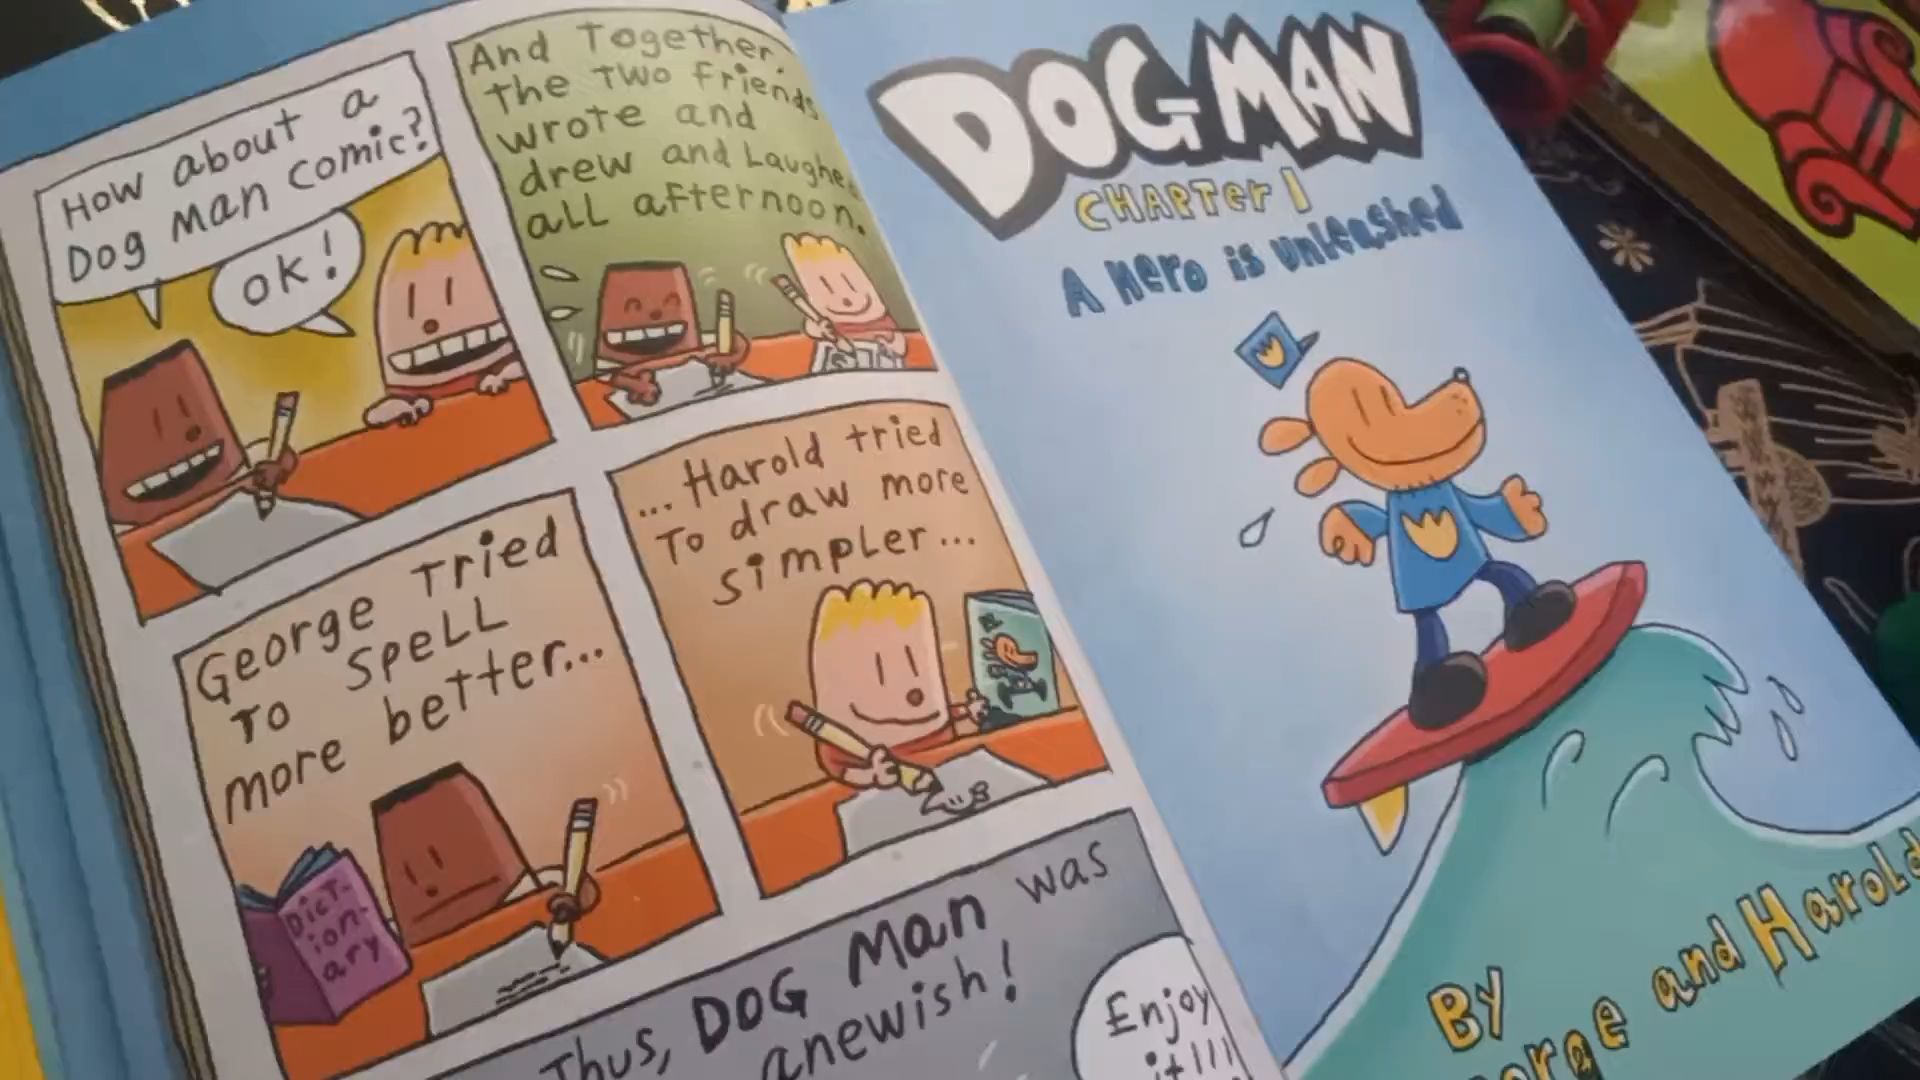 How about a
Dog Man comic?
OK!
And Together,
the Two friends
wrote and
drew and Laughed
all afternoon.
George Tried
To SpeLL
more better...
Dict-
ion-
ary
...Harold tried
To draw more
simpler...
Thus, DOG Man was
anewish!
Enjoy
it!!!
DOG MAN
CHAPTer 1
A Hero is unleashed
By
George and Harold